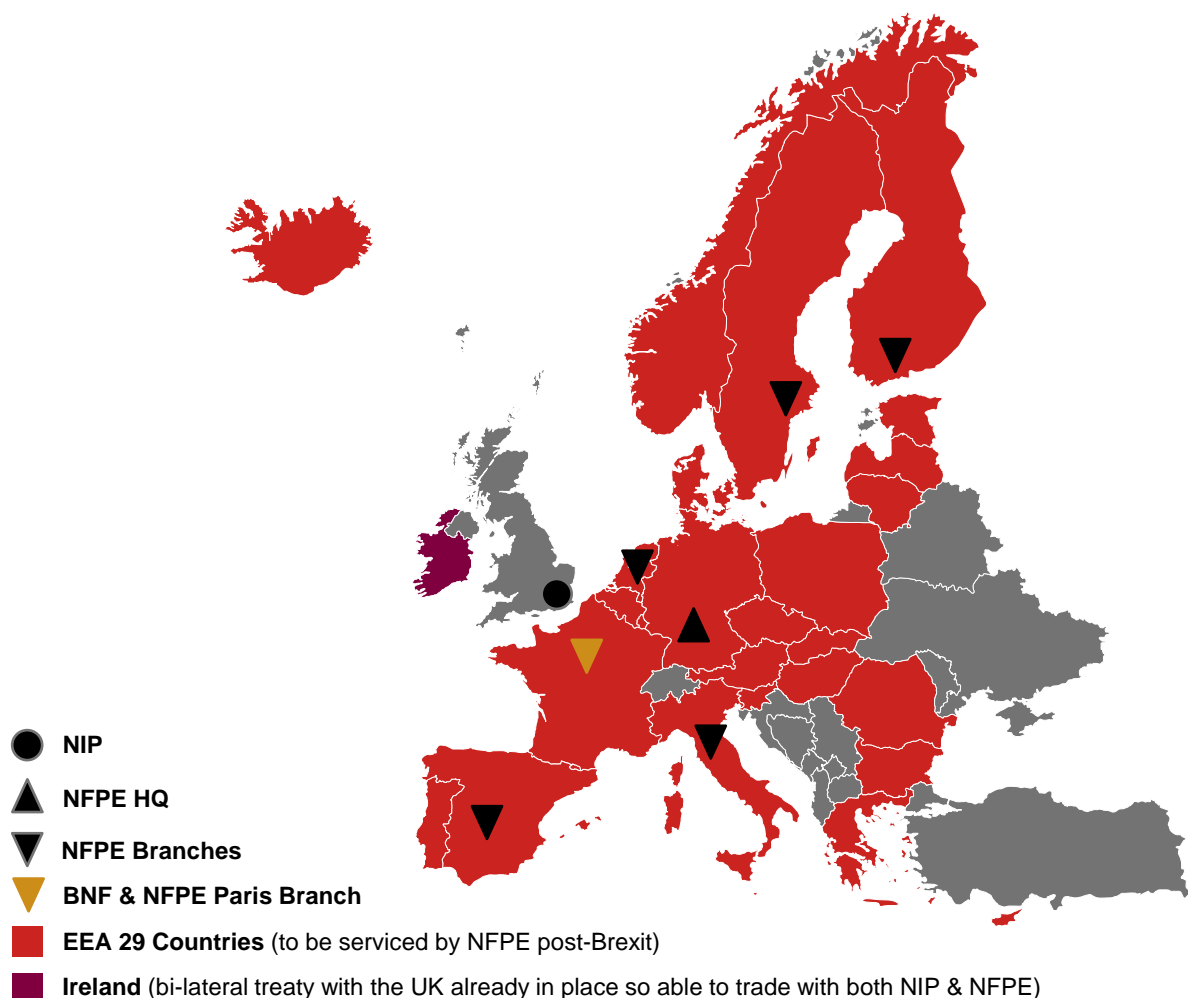 NIP
NFPE HQ
NFPE Branches
BNF & NFPE Paris Branch
EEA 29 Countries (to be serviced by NFPE post-Brexit)
Ireland (bi-lateral treaty with the UK already in place so able to trade with both NIP & NFPE)